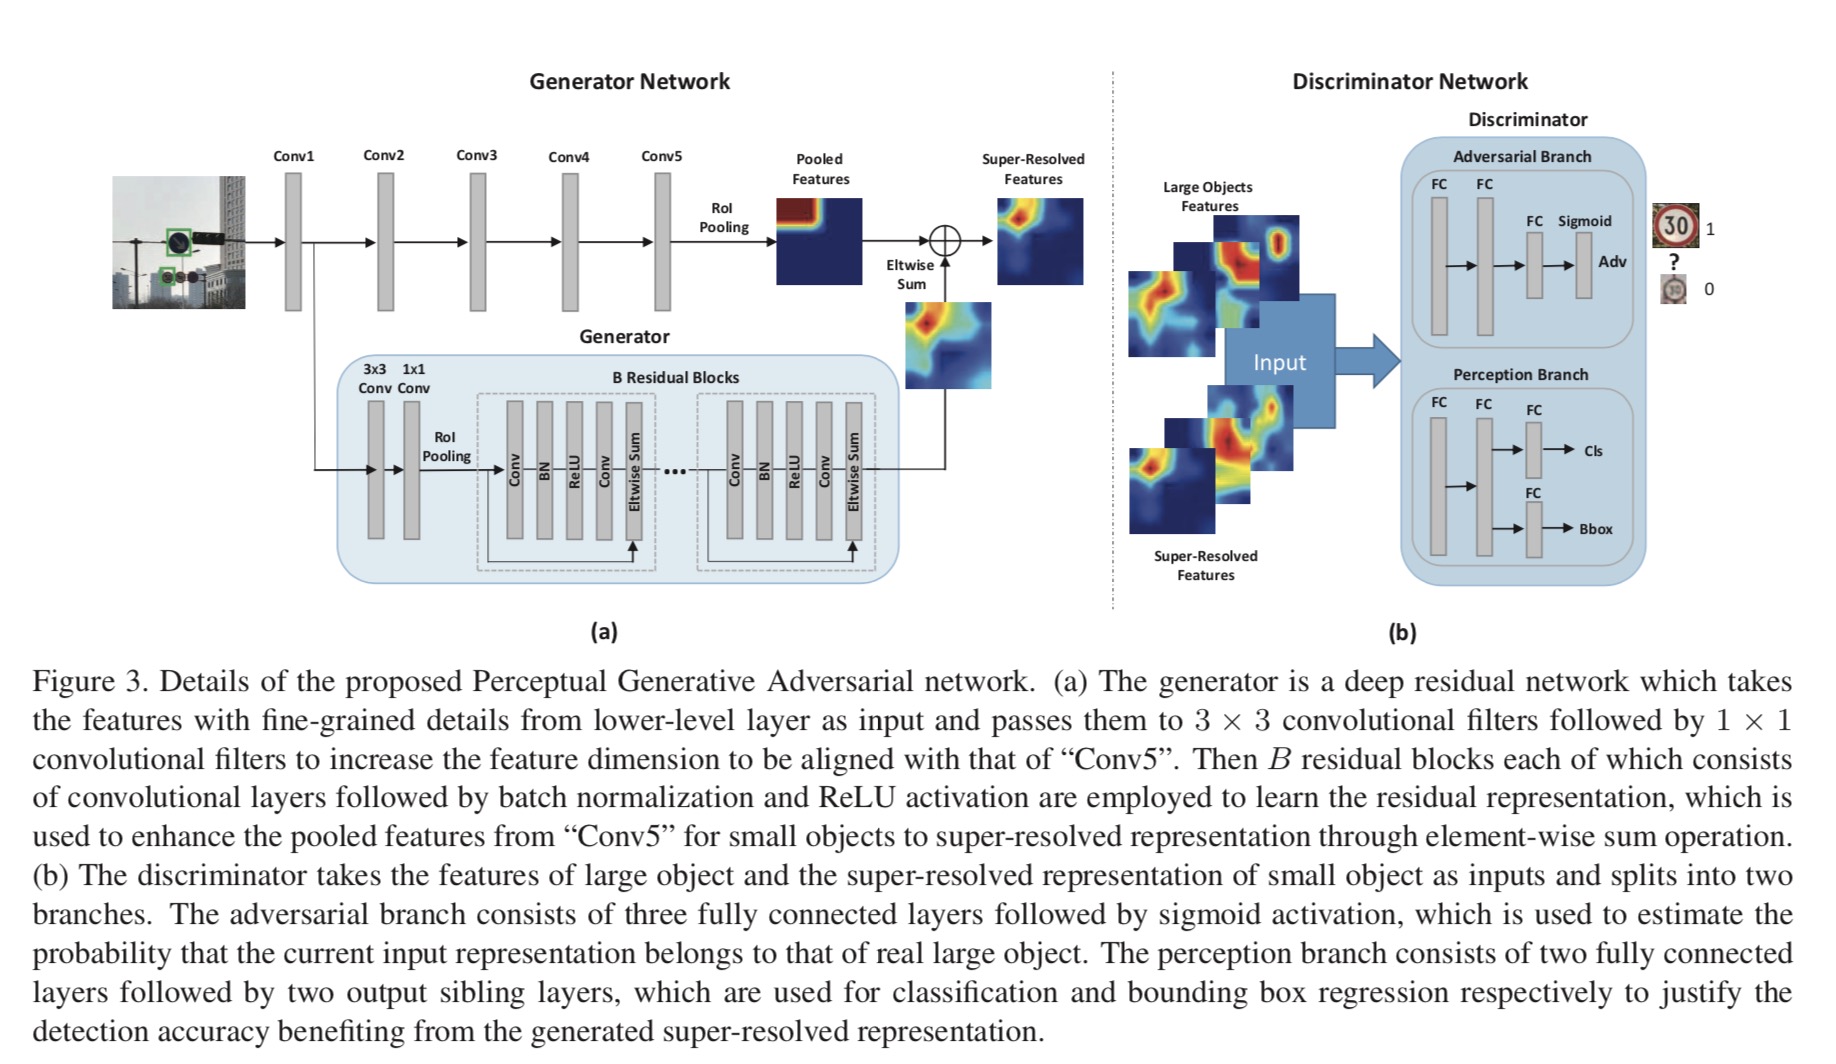 Generator Network
Conv1
Conv2
Conv3
Conv4
Conv5
RoI
Pooling
Pooled
Features
Eltwise
Sum
Super-Resolved
Features
Generator
3x3
Conv
1x1
Conv
RoI
Pooling
B Residual Blocks
Conv
BN
ReLU
Conv
Eltwise Sum
...
Conv
BN
ReLU
Conv
Eltwise Sum
(a)
Discriminator Network
Large Objects
Features
Input
Super-Resolved
Features
Discriminator
Adversarial Branch
FC
FC
FC
Sigmoid
Adv
30
1
?
30
0
Perception Branch
FC
FC
FC
Cls
FC
Bbox
(b)
Figure 3. Details of the proposed Perceptual Generative Adversarial network. (a) The generator is a deep residual network which takes
the features with fine-grained details from lower-level layer as input and passes them to 3 × 3 convolutional filters followed by 1 × 1
convolutional filters to increase the feature dimension to be aligned with that of “Conv5”. Then B residual blocks each of which consists
of convolutional layers followed by batch normalization and ReLU activation are employed to learn the residual representation, which is
used to enhance the pooled features from “Conv5” for small objects to super-resolved representation through element-wise sum operation.
(b) The discriminator takes the features of large object and the super-resolved representation of small object as inputs and splits into two
branches. The adversarial branch consists of three fully connected layers followed by sigmoid activation, which is used to estimate the
probability that the current input representation belongs to that of real large object. The perception branch consists of two fully connected
layers followed by two output sibling layers, which are used for classification and bounding box regression respectively to justify the
detection accuracy benefiting from the generated super-resolved representation.